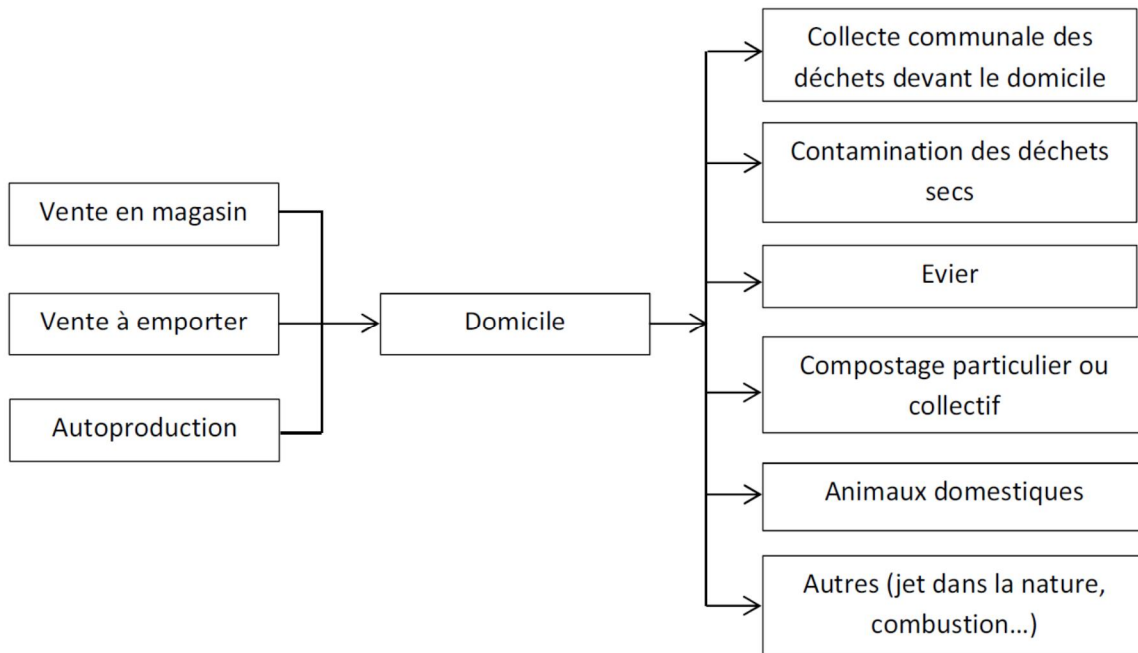 Vente en magasin
Vente à emporter
Autoproduction
Domicile
Collecte communale des
déchets devant le domicile
Contamination des déchets
secs
Evier
Compostage particulier ou
collectif
Animaux domestiques
Autres (jet dans la nature,
combustion…)